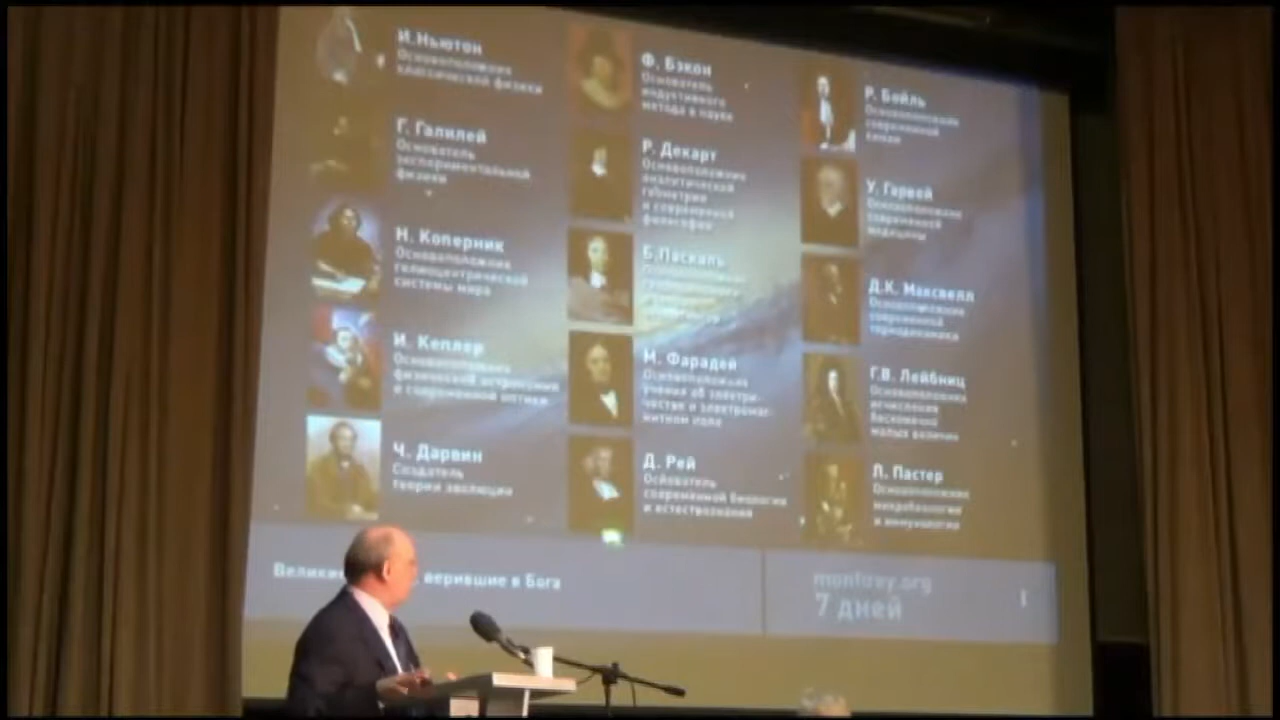 И.Ньютон
Основоположник
классической физики
Г. Галилей
Основатель
экспериментальной
физики
Н. Коперник
Основоположник
гелиоцентрической
системы мира
И. Кеплер
Основоположник
физической астрономии
и современной оптики
Ч. Дарвин
Создатель
теории эволюции
Ф. Бэкон
Основатель
индуктивного
метода в науке
Р. Декарт
Основоположник
аналитической
геометрии
и современной
философии
Б.Паскаль
М. Фарадей
Основоположник
учения об электри-
честве и электромаг-
нитном поле
Д. Рей
Основатель
современной биологии
и естествознания
Р. Бойль
Основоположник
современной
химии
У. Гарвей
Основоположник
современной
медицины
Д.К. Максвелл
Основоположник
современной
термодинамики
Г.В. Лейбниц
Основоположник
исчисления
бесконечно
малых величин
Л. Пастер
Основоположник
микробиологии
и иммунологии
верившие в Бога
7 дней